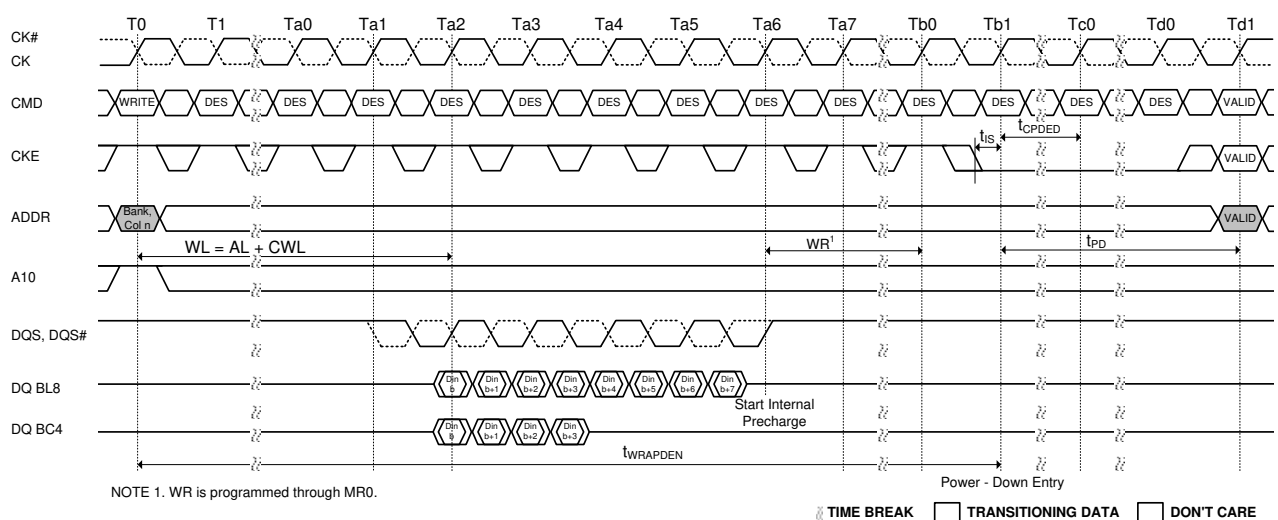 T0 T1 Ta0 Ta1 Ta2 Ta3 Ta4 Ta5 Ta6 Ta7 Tb0 Tb1 Tc0 Td0 Td1
CK#
CK
CMD WRITE DES DES DES DES DES DES DES DES DES DES DES DES DES VALID
tIS tCPDED
CKE VALID
ADDR Bank, Col n VALID
WL = AL + CWL WR1 tPD
A10
DQS, DQS#
DQ BL8 Din b Din b+1 Din b+2 Din b+3 Din b+4 Din b+5 Din b+6 Din b+7
Start Internal
Precharge
DQ BC4 Din b Din b+1 Din b+2 Din b+3
tWRAPDEN
Power - Down Entry
NOTE 1. WR is programmed through MR0.
TIME BREAK TRANSITIONING DATA DON'T CARE